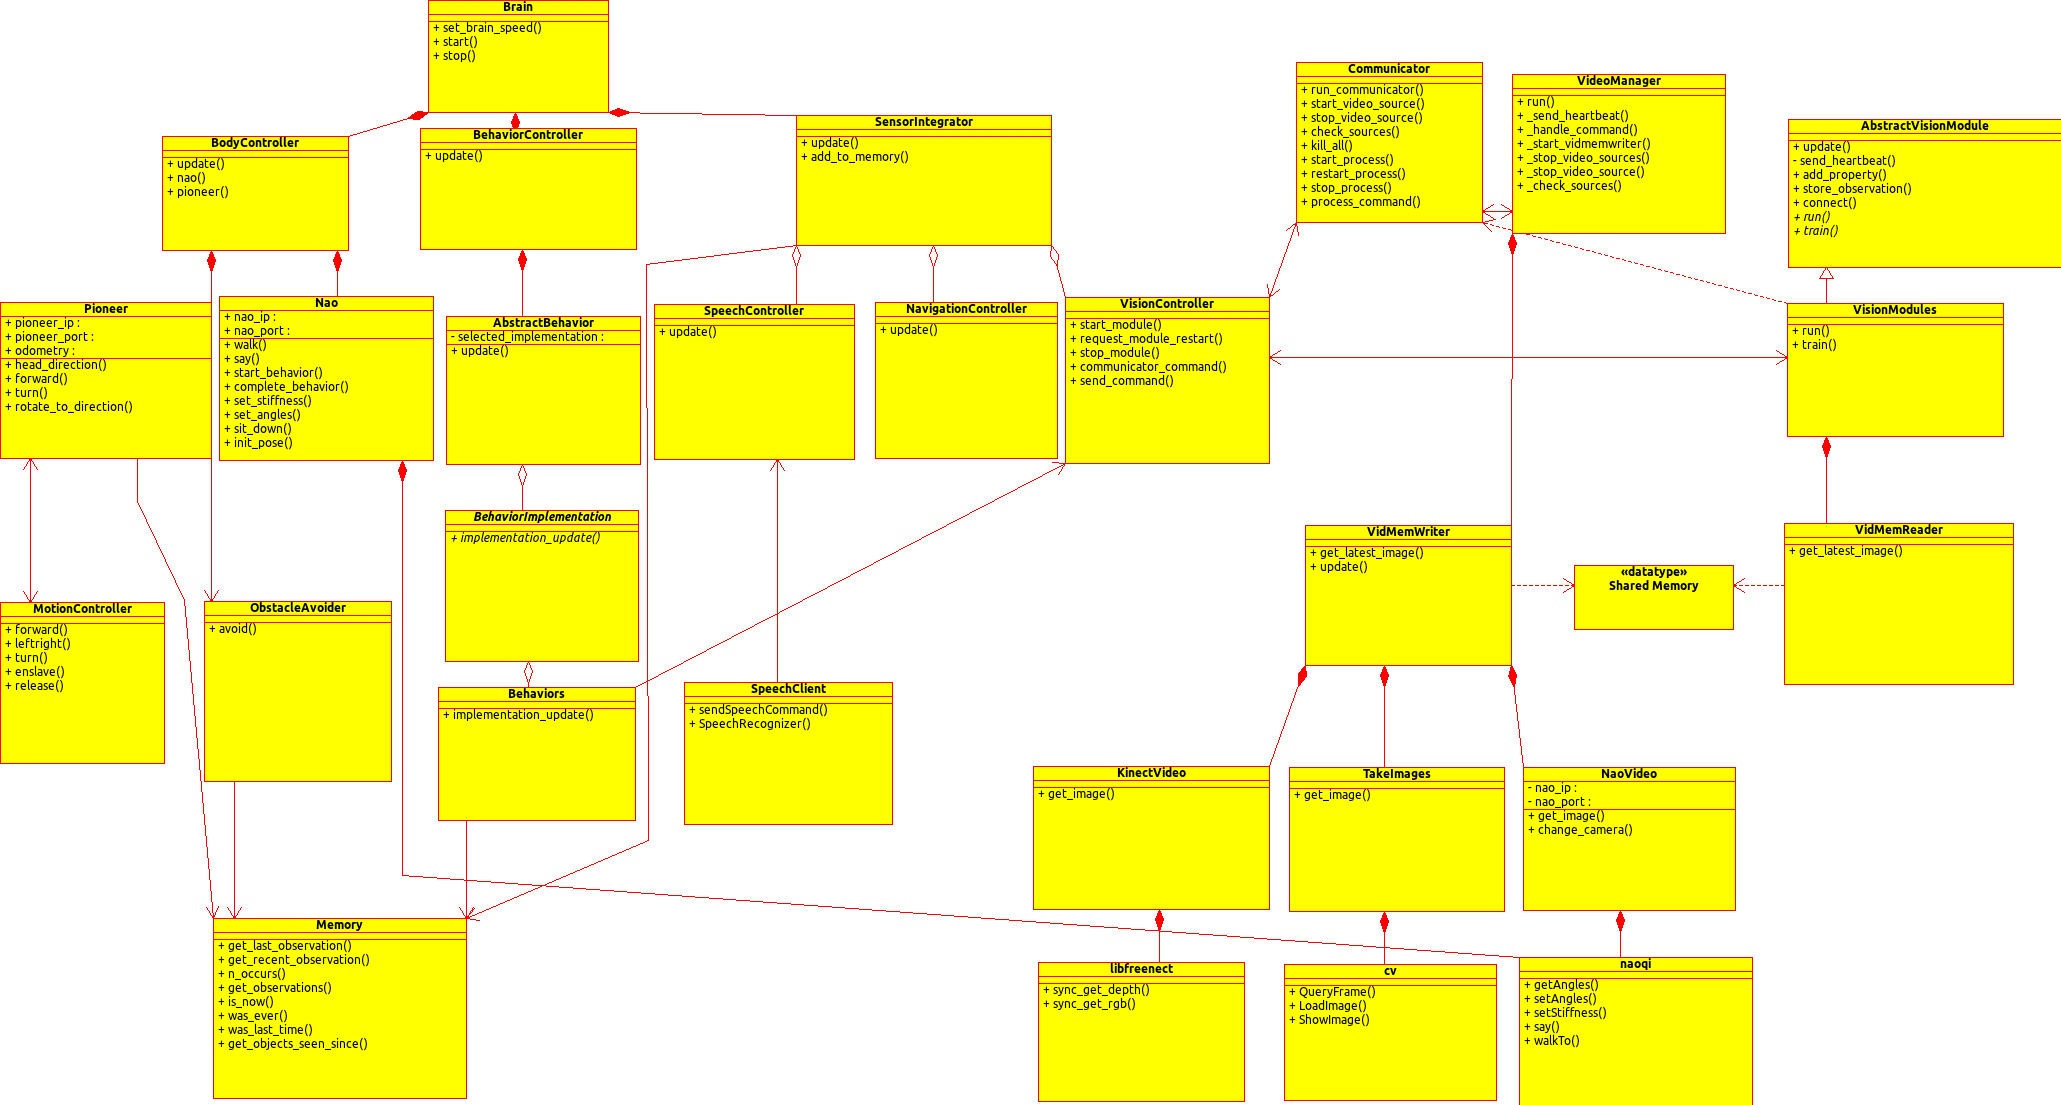 Brain
+ set_brain_speed()
+ start()
+ stop()
Communicator
+ run_communicator()
+ start_video_source()
+ stop_video_source()
+ check_sources()
+ kill_all()
+ start_process()
+ restart_process()
+ stop_process()
+ process_command()
VideoManager
+ run()
+ _send_heartbeat()
+ _handle_command()
+ _start_vidmemwriter()
+ _stop_video_sources()
+ _stop_video_source()
+ _check_sources()
AbstractVisionModule
+ update()
- send_heartbeat()
+ add_property()
+ store_observation()
+ connect()
+ run()
+ train()
BodyController
+ update()
+ nao()
+ pioneer()
BehaviorController
+ update()
SensorIntegrator
+ update()
+ add_to_memory()
Pioneer
+ pioneer_ip :
+ pioneer_port :
+ odometry :
+ head_direction()
+ forward()
+ turn()
+ rotate_to_direction()
Nao
+ nao_ip :
+ nao_port :
+ walk()
+ say()
+ start_behavior()
+ complete_behavior()
+ set_stiffness()
+ set_angles()
+ sit_down()
+ init_pose()
AbstractBehavior
- selected_implementation :
+ update()
SpeechController
+ update()
NavigationController
+ update()
VisionController
+ start_module()
+ request_module_restart()
+ stop_module()
+ communicator_command()
+ send_command()
VisionModules
+ run()
+ train()
BehaviorImplementation
+ implementation_update()
VidMemWriter
+ get_latest_image()
+ update()
«datatype»
Shared Memory
VidMemReader
+ get_latest_image()
MotionController
+ forward()
+ leftright()
+ turn()
+ enslave()
+ release()
ObstacleAvoider
+ avoid()
Behaviors
+ implementation_update()
SpeechClient
+ sendSpeechCommand()
+ SpeechRecognizer()
KinectVideo
+ get_image()
TakeImages
+ get_image()
NaoVideo
- nao_ip :
- nao_port :
+ get_image()
+ change_camera()
Memory
+ get_last_observation()
+ get_recent_observation()
+ n_occurs()
+ get_observations()
+ is_now()
+ was_ever()
+ was_last_time()
+ get_objects_seen_since()
libfreenect
+ sync_get_depth()
+ sync_get_rgb()
cv
+ QueryFrame()
+ LoadImage()
+ ShowImage()
naoqi
+ getAngles()
+ setAngles()
+ setStiffness()
+ say()
+ walkTo()